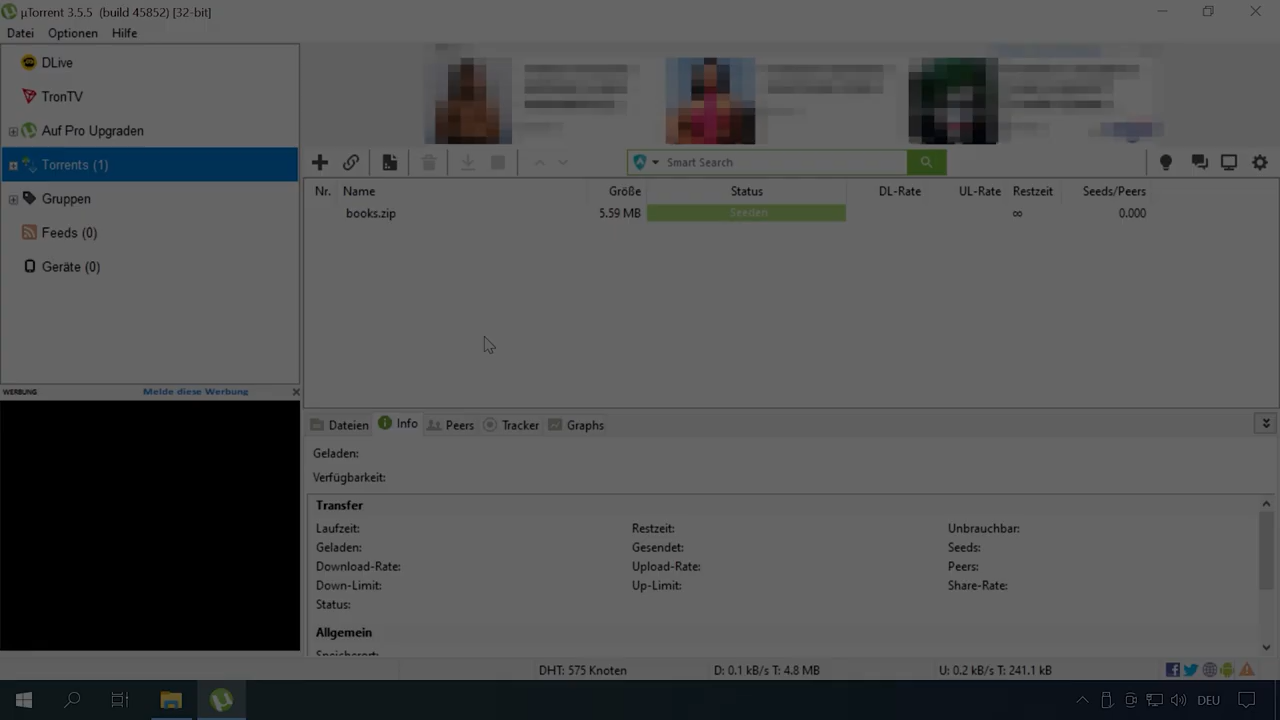 µTorrent 3.5.5 (build 45852) [32-bit]
Datei Optionen Hilfe
DLive
TronTV
Auf Pro Upgraden
Torrents (1)
Gruppen
Feeds (0)
Geräte (0)
WERBUNG Melde diese Werbung
Smart Search
Nr. Name Größe Status DL-Rate UL-Rate Restzeit Seeds/Peers
books.zip 5.59 MB Seeden ∞ 0.000
Dateien Info Peers Tracker Graphs
Geladen:
Verfügbarkeit:
Transfer
Laufzeit: Restzeit: Unbrauchbar:
Geladen: Gesendet: Seeds:
Download-Rate: Upload-Rate: Peers:
Down-Limit: Up-Limit: Share-Rate:
Status:
Allgemein
Speicherort:
DHT: 575 Knoten D: 0.1 kB/s T: 4.8 MB U: 0.2 kB/s T: 241.1 kB
DEU